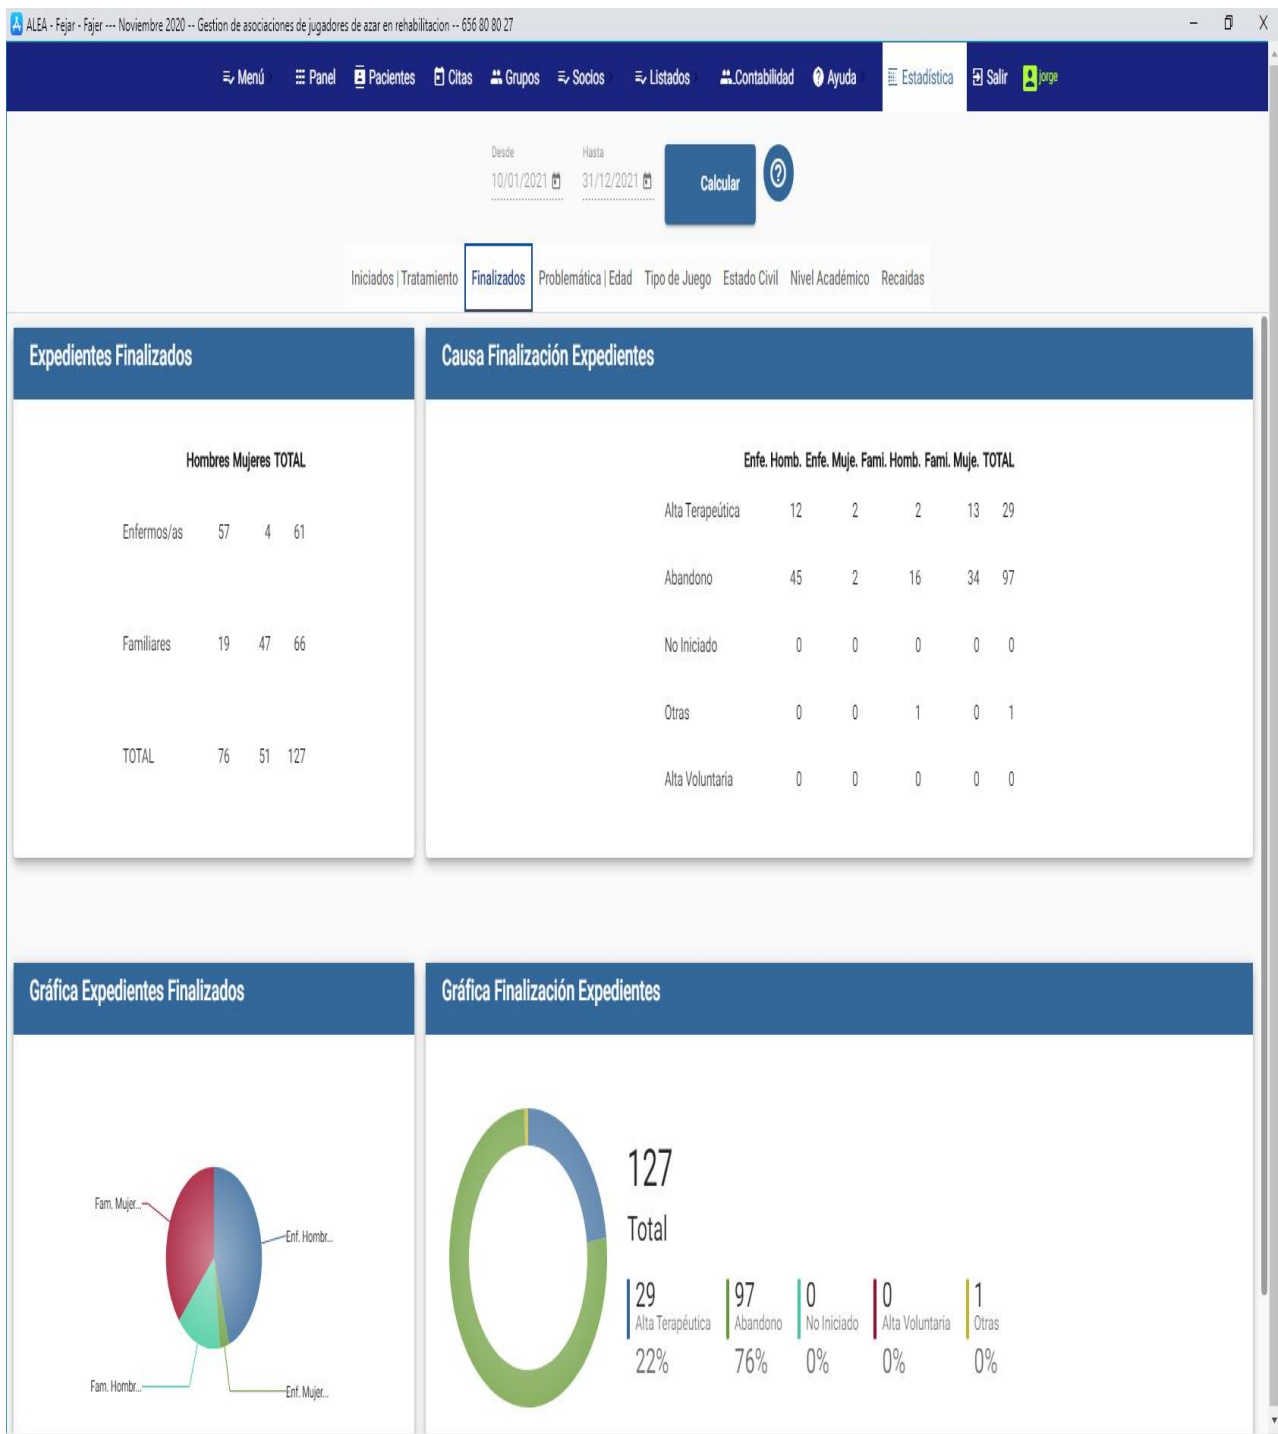 ALEA - Fejar - Fajer --- Noviembre 2020 -- Gestion de asociaciones de jugadores de azar en rehabilitacion -- 656 80 80 27
Menú Panel Pacientes Citas Grupos Socios Listados Contabilidad Ayuda Estadística Salir jorge
Desde Hasta
10/01/2021 31/12/2021 Calcular
Iniciados | Tratamiento Finalizados Problemática | Edad Tipo de Juego Estado Civil Nivel Académico Recaidas
Expedientes Finalizados
Hombres Mujeres TOTAL
Enfermos/as 57 4 61
Familiares 19 47 66
TOTAL 76 51 127
Causa Finalización Expedientes
Enfe. Homb. Enfe. Muje. Fami. Homb. Fami. Muje. TOTAL
Alta Terapeútica 12 2 2 13 29
Abandono 45 2 16 34 97
No Iniciado 0 0 0 0 0
Otras 0 0 1 0 1
Alta Voluntaria 0 0 0 0 0
Gráfica Expedientes Finalizados
Fam. Mujer...
Enf. Hombr...
Fam. Hombr...
Enf. Mujer...
Gráfica Finalización Expedientes
127
Total
29 97 0 0 1
Alta Terapéutica Abandono No Iniciado Alta Voluntaria Otras
22% 76% 0% 0% 0%